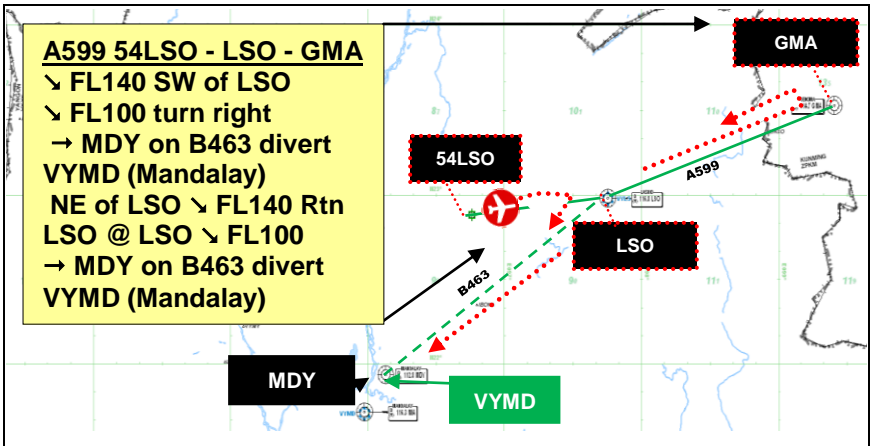 A599 54LSO - LSO - GMA
↘ FL140 SW of LSO
↘ FL100 turn right
→ MDY on B463 divert
VYMD (Mandalay)
NE of LSO ↘ FL140 Rtn
LSO @ LSO ↘ FL100
→ MDY on B463 divert
VYMD (Mandalay)
GMA
54LSO
A599
LSO
B463
MDY
VYMD